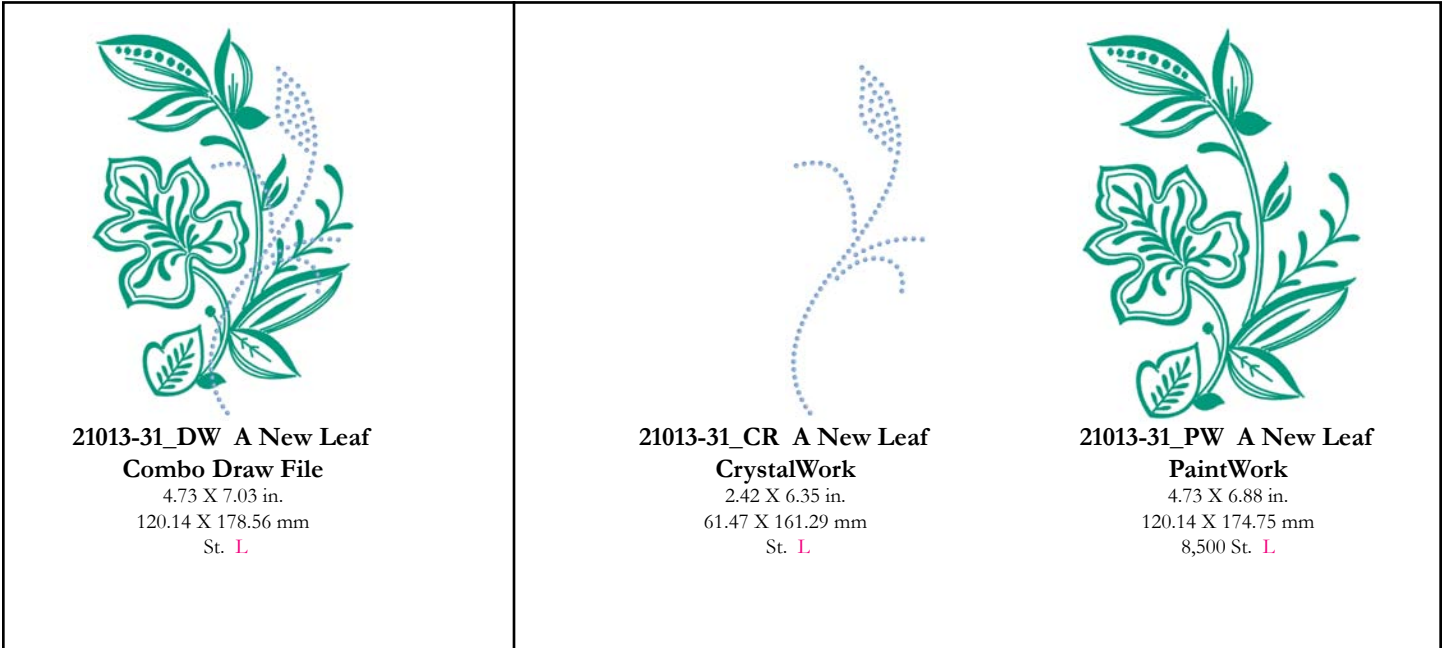 21013-31_DW A New Leaf
Combo Draw File
4.73 X 7.03 in.
120.14 X 178.56 mm
St. L
21013-31_CR A New Leaf
CrystalWork
2.42 X 6.35 in.
61.47 X 161.29 mm
St. L
21013-31_PW A New Leaf
PaintWork
4.73 X 6.88 in.
120.14 X 174.75 mm
8,500 St. L